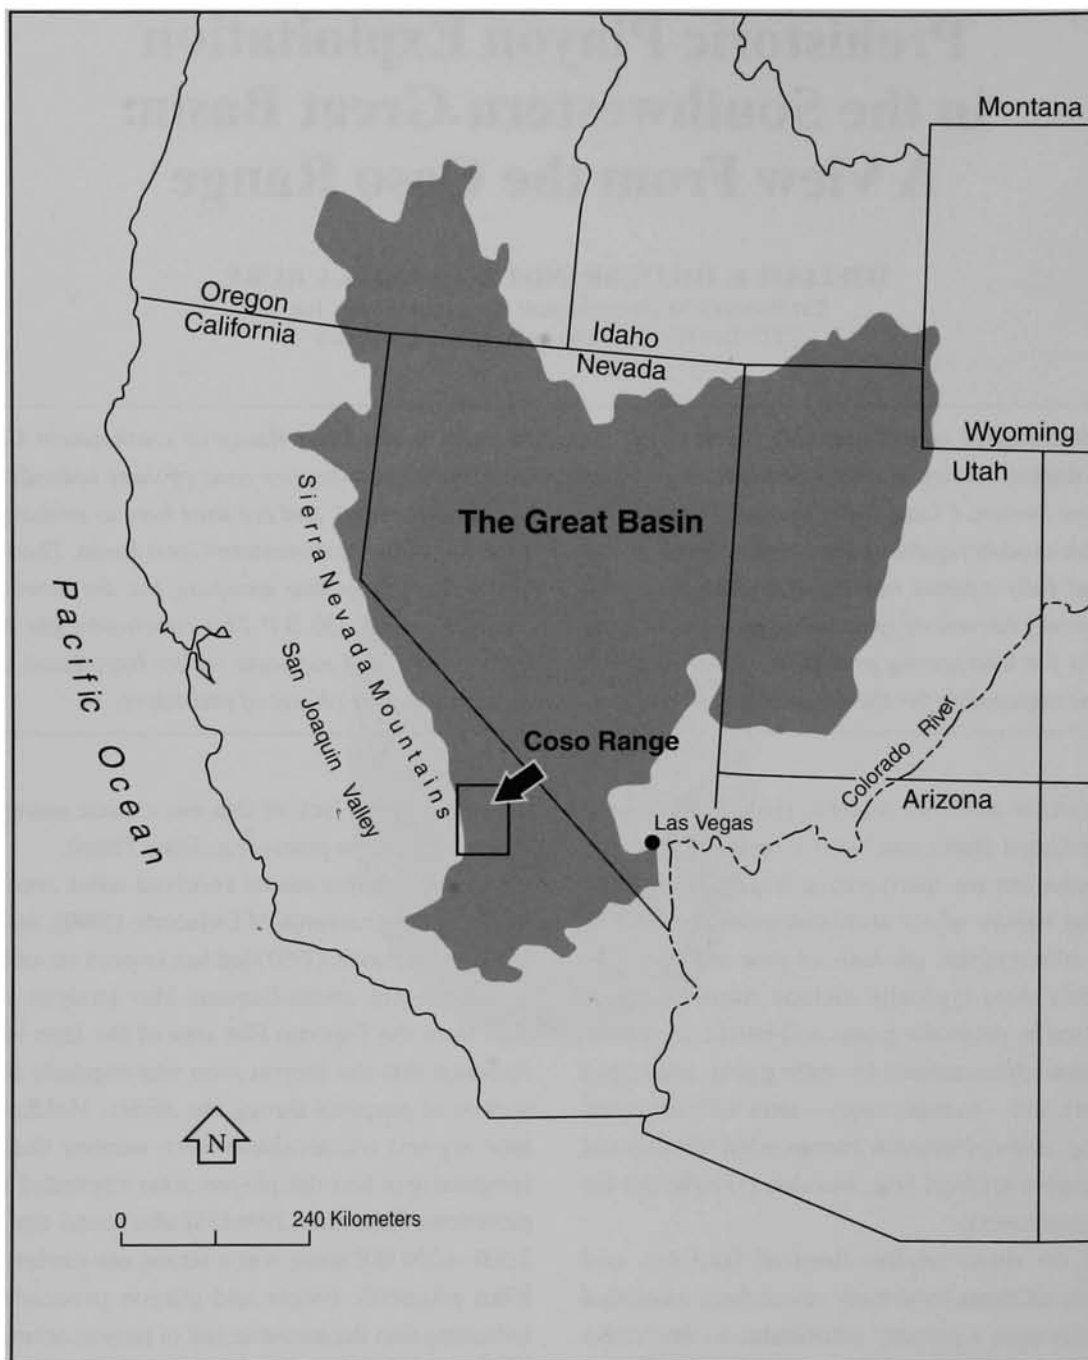 Montana
Oregon
California
Idaho
Nevada
Wyoming
Utah
The Great Basin
Sierra Nevada Mountains
San Joaquin Valley
Pacific Ocean
Coso Range
Colorado River
Arizona
Las Vegas
N
0 240 Kilometers